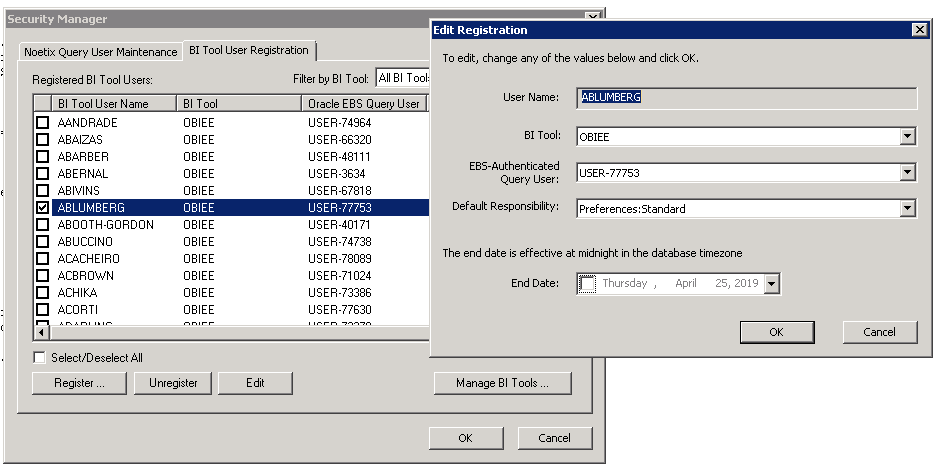 Security Manager
Noetix Query User Maintenance
BI Tool User Registration
Registered BI Tool Users:
Filter by BI Tool:
All BI Tools
BI Tool User Name BI Tool Oracle EBS Query User
AANDRADE OBIEE USER-74964
ABAIZAS OBIEE USER-66320
ABARBER OBIEE USER-48111
ABERNAL OBIEE USER-3634
ABIVINS OBIEE USER-67818
ABLUMBERG OBIEE USER-77753
ABOOTH-GORDON OBIEE USER-40171
ABUCCINO OBIEE USER-74738
ACACHEIRO OBIEE USER-78089
ACBROWN OBIEE USER-71024
ACHIKA OBIEE USER-73386
ACORTI OBIEE USER-77630
OBIEE
Select/Deselect All
Register ...
Unregister
Edit
Manage BI Tools ...
OK
Cancel
Edit Registration
To edit, change any of the values below and click OK.
User Name: ABLUMBERG
BI Tool: OBIEE
EBS-Authenticated
Query User: USER-77753
Default Responsibility: Preferences:Standard
The end date is effective at midnight in the database timezone
End Date: Thursday , April 25, 2019
OK
Cancel